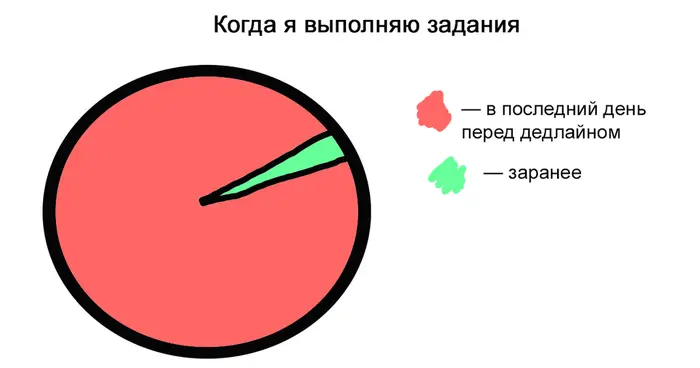 Когда я выполняю задания
— в последний день
перед дедлайном
— заранее